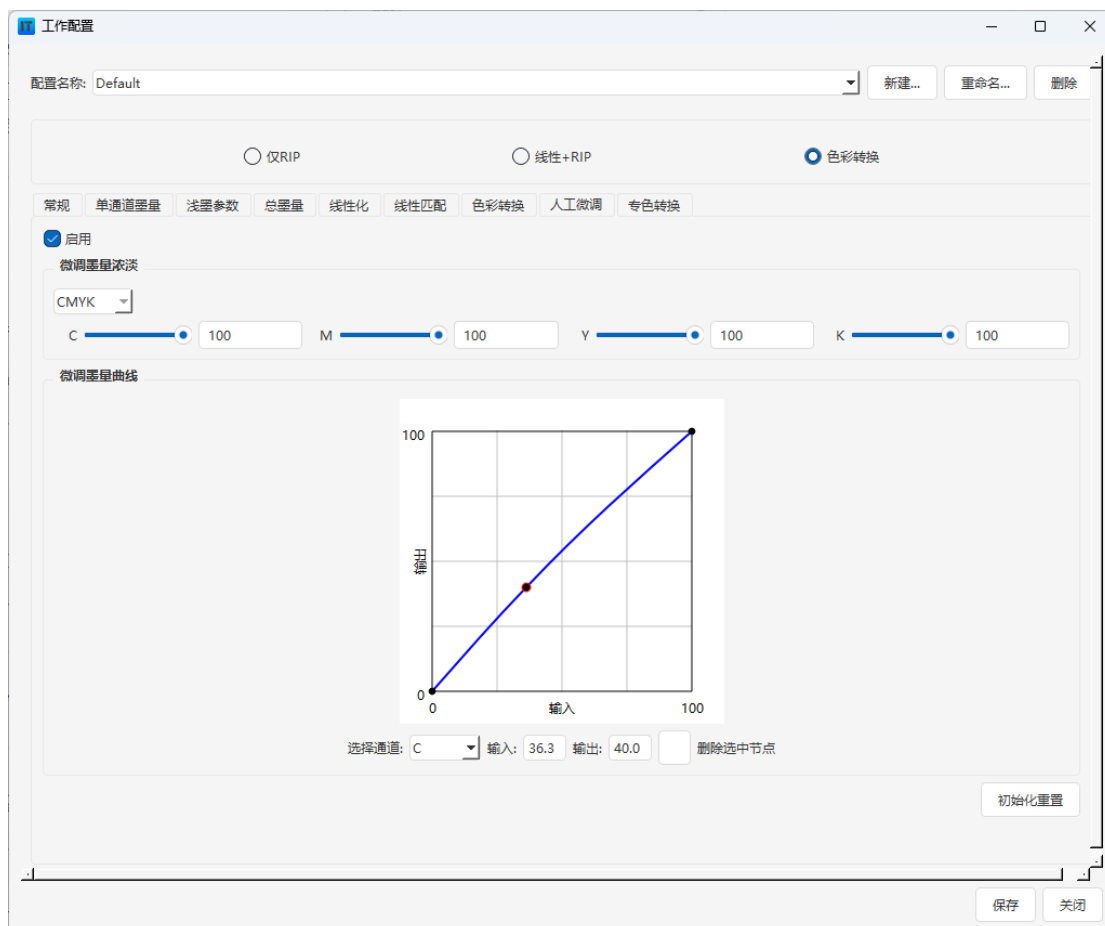 IT 工作配置
配置名称: Default 新建... 重命名... 删除
仅RIP 线性+RIP 色彩转换
常规 单通道墨量 浅墨参数 总墨量 线性化 线性匹配 色彩转换 人工微调 专色转换
启用
微调墨量浓淡
CMYK
C 100 M 100 Y 100 K 100
微调墨量曲线
100
输出
0
0 输入 100
选择通道: C 输入: 36.3 输出: 40.0 删除选中节点
初始化重置
保存 关闭